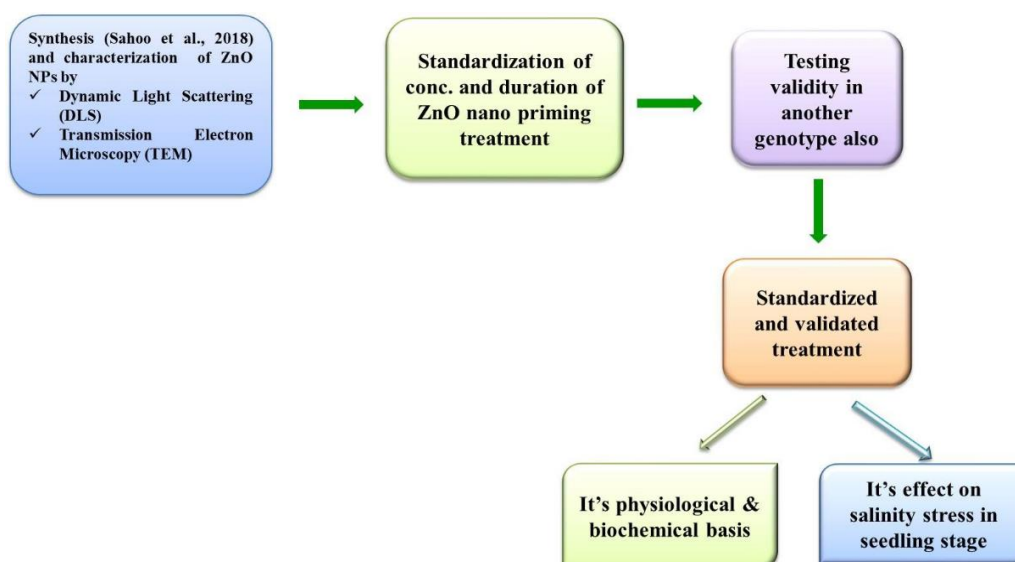 Synthesis (Sahoo et al., 2018)
and characterization of ZnO
NPs by
✓ Dynamic Light Scattering
(DLS)
✓ Transmission Electron
Microscopy (TEM)
Standardization of
conc. and duration of
ZnO nano priming
treatment
Testing
validity in
another
genotype also
Standardized
and validated
treatment
It's physiological &
biochemical basis
It's effect on
salinity stress in
seedling stage